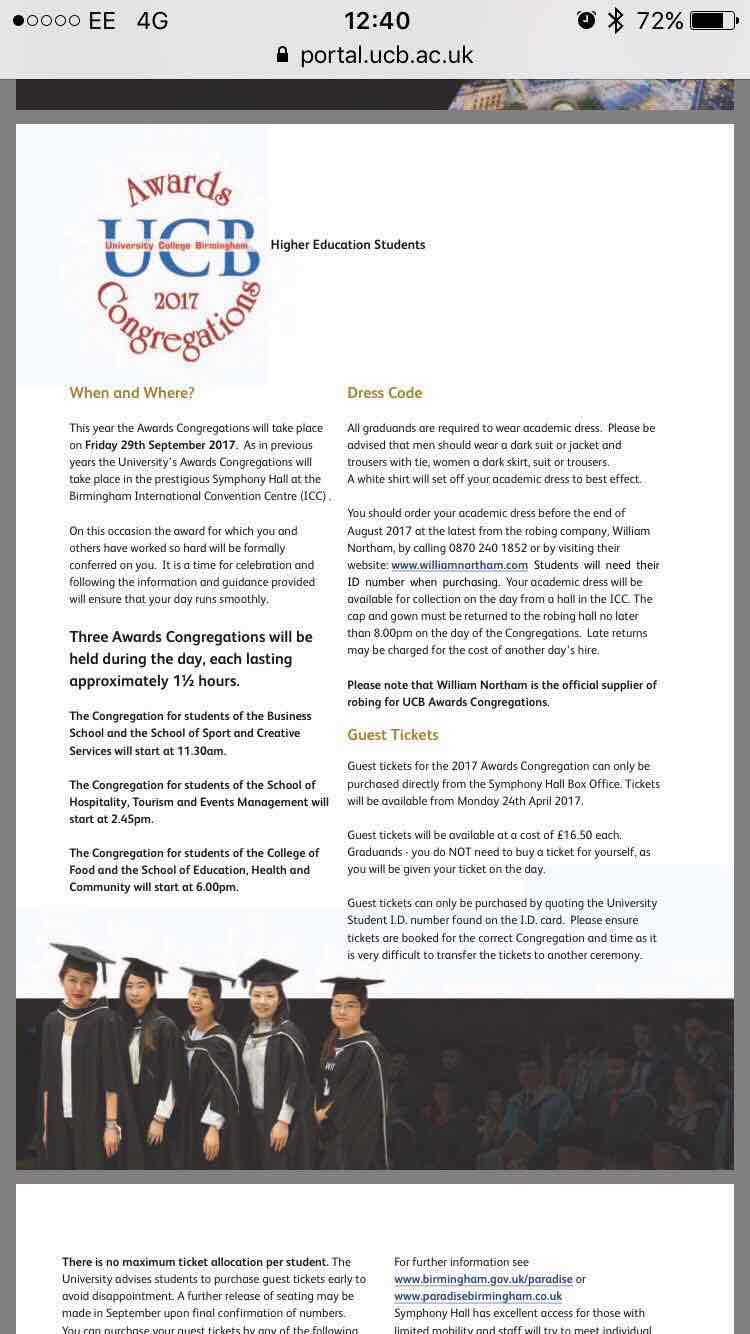 EE 4G 12:40 72%
portal.ucb.ac.uk
Awards
UCB
University College Birmingham
2017
Congregations
Higher Education Students
When and Where?
This year the Awards Congregations will take place
on Friday 29th September 2017. As in previous
years the University's Awards Congregations will
take place in the prestigious Symphony Hall at the
Birmingham International Convention Centre (ICC) .
On this occasion the award for which you and
others have worked so hard will be formally
conferred on you. It is a time for celebration and
following the information and guidance provided
will ensure that your day runs smoothly.
Three Awards Congregations will be
held during the day, each lasting
approximately 1½ hours.
The Congregation for students of the Business
School and the School of Sport and Creative
Services will start at 11.30am.
The Congregation for students of the School of
Hospitality, Tourism and Events Management will
start at 2.45pm.
The Congregation for students of the College of
Food and the School of Education, Health and
Community will start at 6.00pm.
Dress Code
All graduands are required to wear academic dress. Please be
advised that men should wear a dark suit or jacket and
trousers with tie, women a dark skirt, suit or trousers.
A white shirt will set off your academic dress to best effect.
You should order your academic dress before the end of
August 2017 at the latest from the robing company, William
Northam, by calling 0870 240 1852 or by visiting their
website: www.williamnortham.com Students will need their
ID number when purchasing. Your academic dress will be
available for collection on the day from a hall in the ICC. The
cap and gown must be returned to the robing hall no later
than 8.00pm on the day of the Congregations. Late returns
may be charged for the cost of another day's hire.
Please note that William Northam is the official supplier of
robing for UCB Awards Congregations.
Guest Tickets
Guest tickets for the 2017 Awards Congregation can only be
purchased directly from the Symphony Hall Box Office. Tickets
will be available from Monday 24th April 2017.
Guest tickets will be available at a cost of £16.50 each.
Graduands - you do NOT need to buy a ticket for yourself, as
you will be given your ticket on the day.
Guest tickets can only be purchased by quoting the University
Student I.D. number found on the I.D. card. Please ensure
tickets are booked for the correct Congregation and time as it
is very difficult to transfer the tickets to another ceremony.
There is no maximum ticket allocation per student. The
University advises students to purchase guest tickets early to
avoid disappointment. A further release of seating may be
made in September upon final confirmation of numbers.
You can purchase your guest tickets by any of the following
For further information see
www.birmingham.gov.uk/paradise or
www.paradisebirmingham.co.uk
Symphony Hall has excellent access for those with
limited mobility and staff will try to meet individual